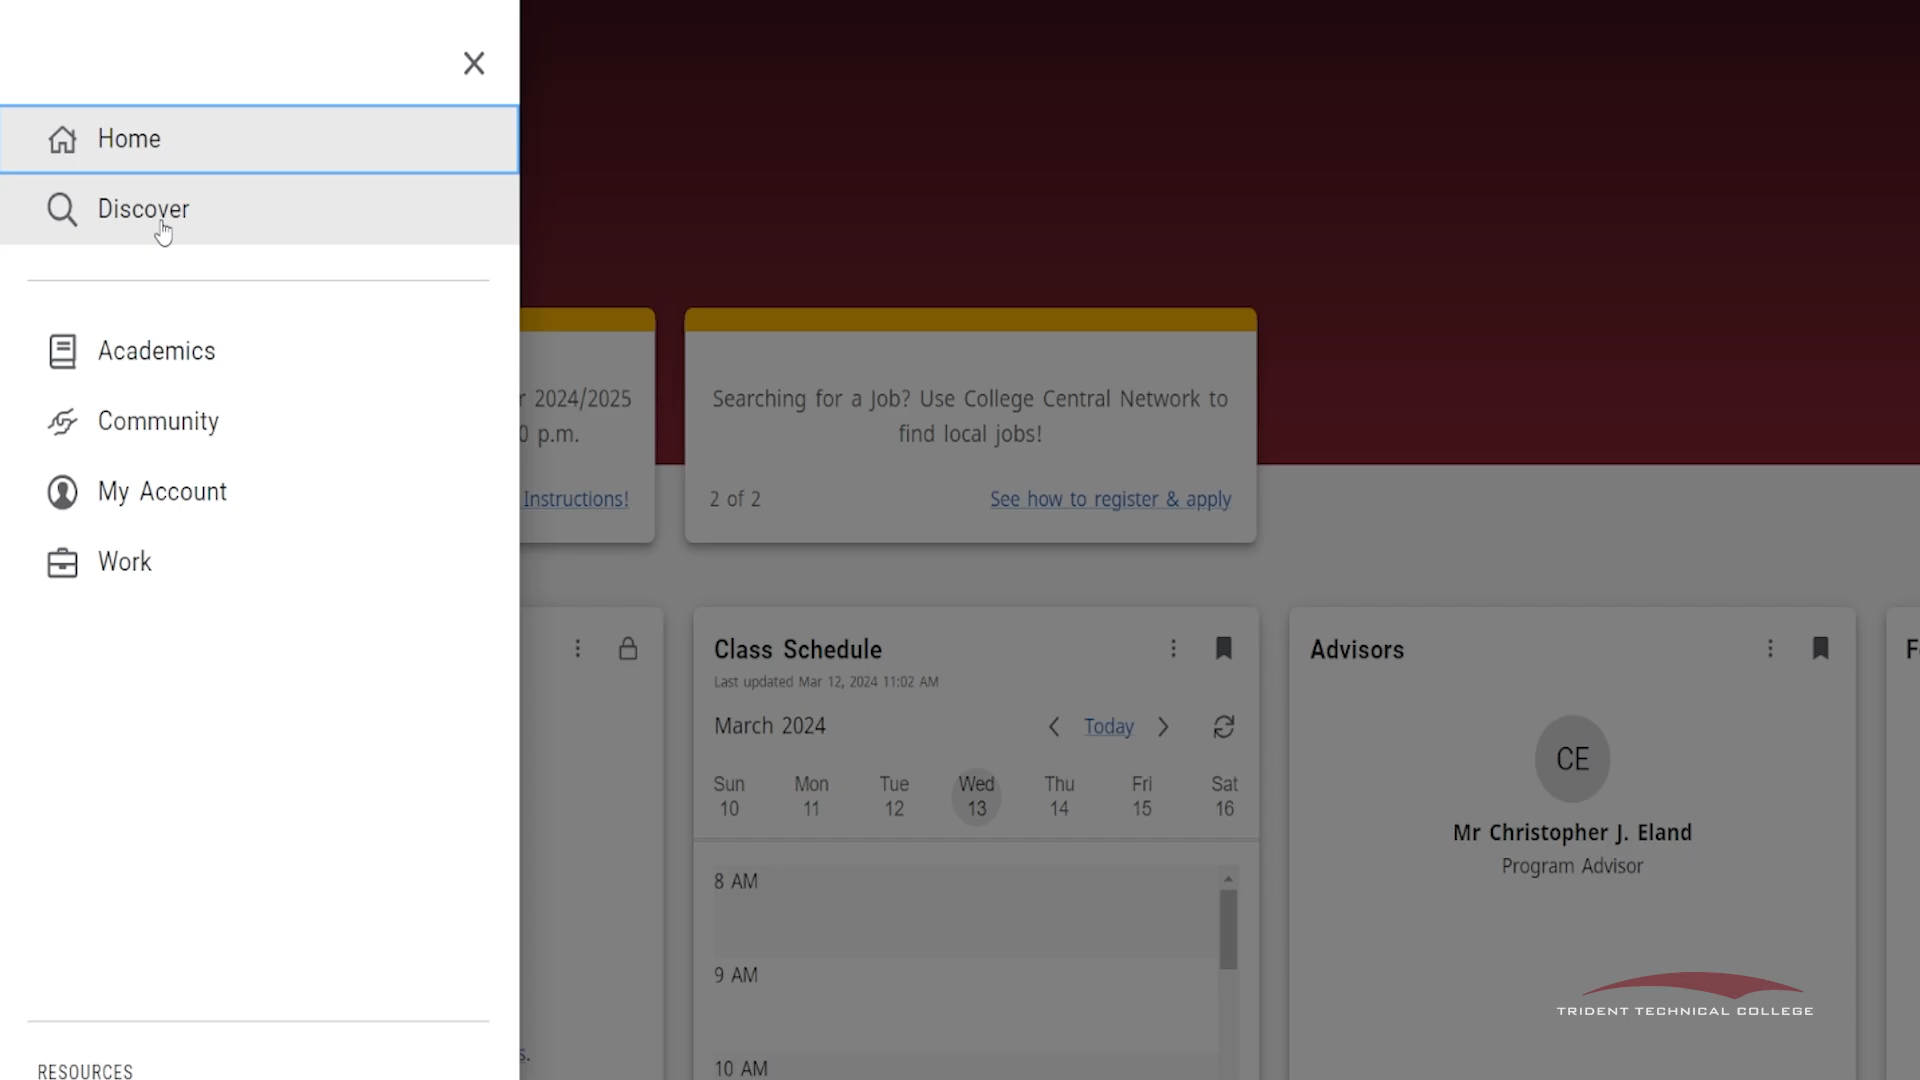 Home
Discover
Academics
Community
My Account
Work
RESOURCES
r 2024/2025
0 p.m.
Instructions!
Searching for a Job? Use College Central Network to
find local jobs!
2 of 2
See how to register & apply
s.
Class Schedule
Last updated Mar 12, 2024 11:02 AM
March 2024
Today
Sun Mon Tue Wed Thu Fri Sat
10 11 12 13 14 15 16
8 AM
9 AM
10 AM
Advisors
CE
Mr Christopher J. Eland
Program Advisor
F
TRIDENT TECHNICAL COLLEGE